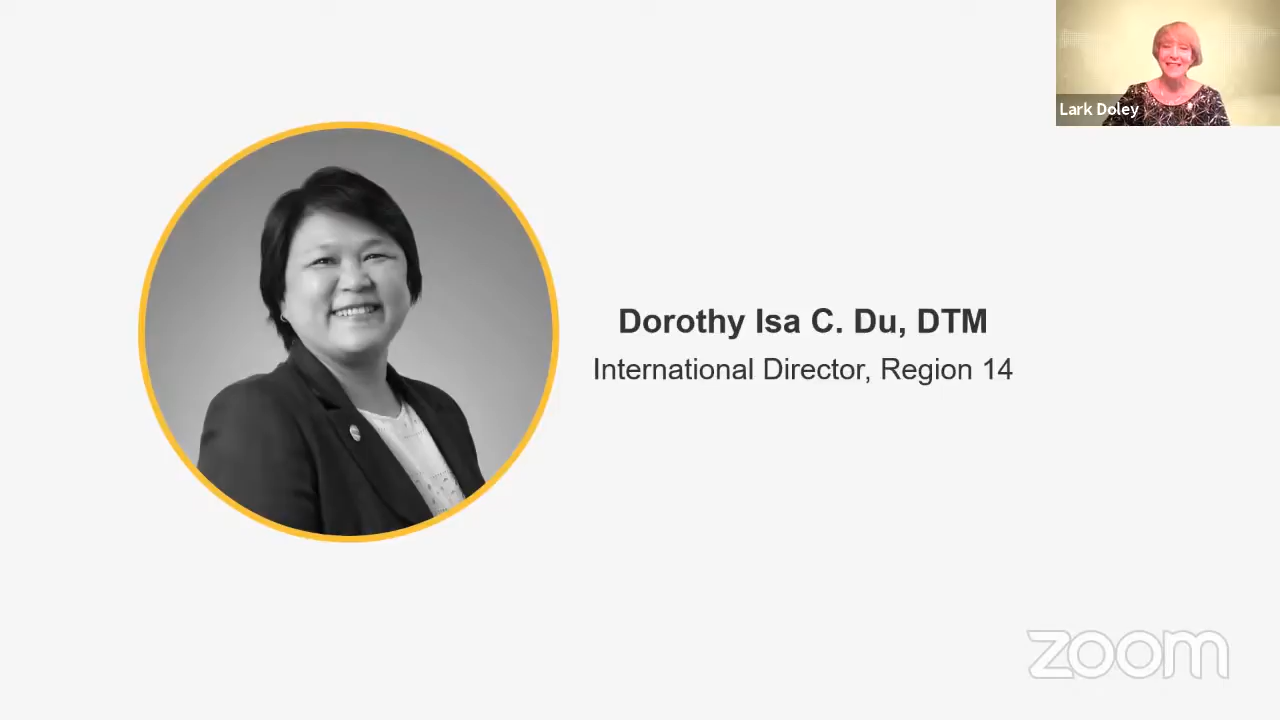 Lark Doley
Dorothy Isa C. Du, DTM
International Director, Region 14
zoom